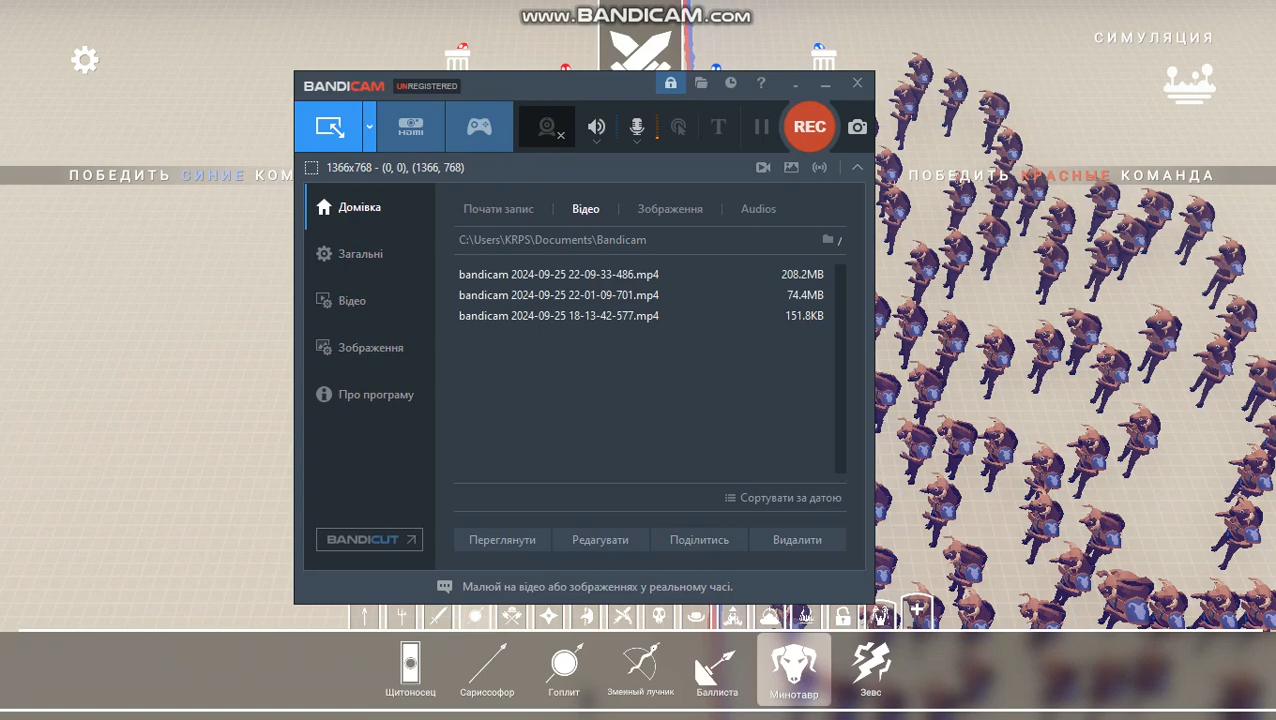 www.BANDICAM.com
СИМУЛЯЦИЯ
BANDICAM UNREGISTERED
HDMI
REC
1366x768 - (0, 0), (1366, 768)
ПОБЕДИТЬ СИНИЕ КОМ
ПОБЕДИТЬ КРАСНЫЕ КОМАНДА
Домівка
Загальні
Відео
Зображення
Про програму
BANDICUT
Почати запис
Відео
Зображення
Audios
C:\Users\KRPS\Documents\Bandicam
bandicam 2024-09-25 22-09-33-486.mp4 208.2MB
bandicam 2024-09-25 22-01-09-701.mp4 74.4MB
bandicam 2024-09-25 18-13-42-577.mp4 151.8KB
Сортувати за датою
Переглянути
Редагувати
Поділитись
Видалити
Малюй на відео або зображеннях у реальному часі.
Щитоносец
Сариссофор
Гоплит
Змеиный лучник
Баллиста
Минотавр
Зевс